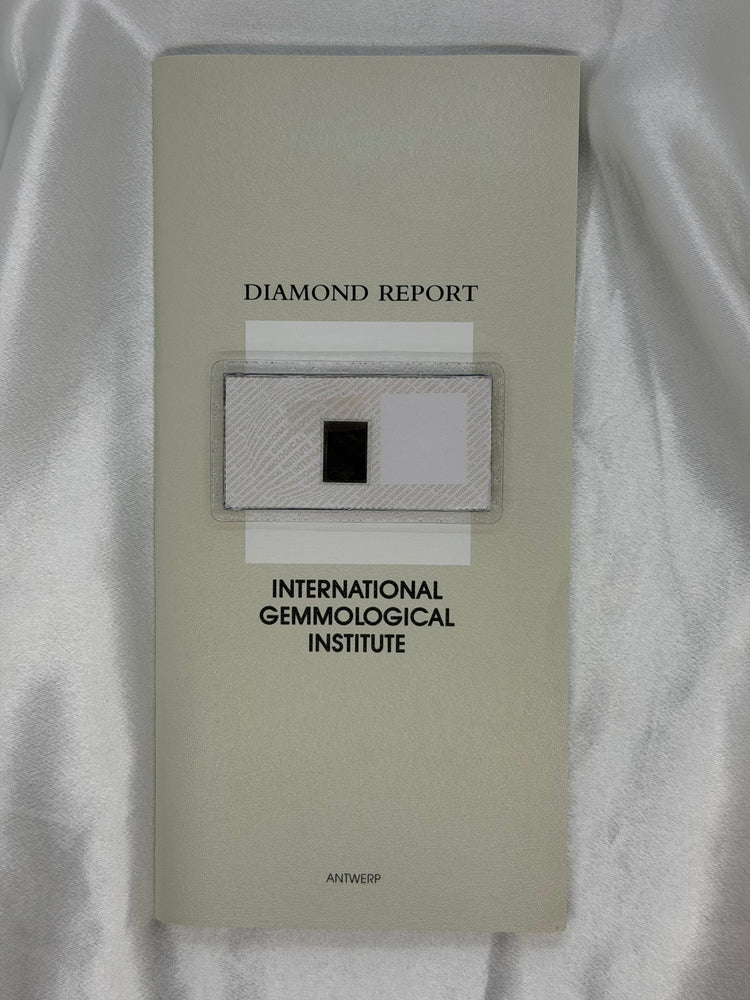 DIAMOND REPORT
INTERNATIONAL
GEMMOLOGICAL
INSTITUTE
ANTWERP